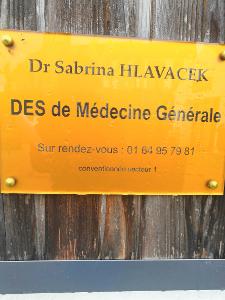 Dr Sabrina HLAVACEK
DES de Médecine Générale
Sur rendez-vous : 01 64 95 79 81
conventionnée secteur 1